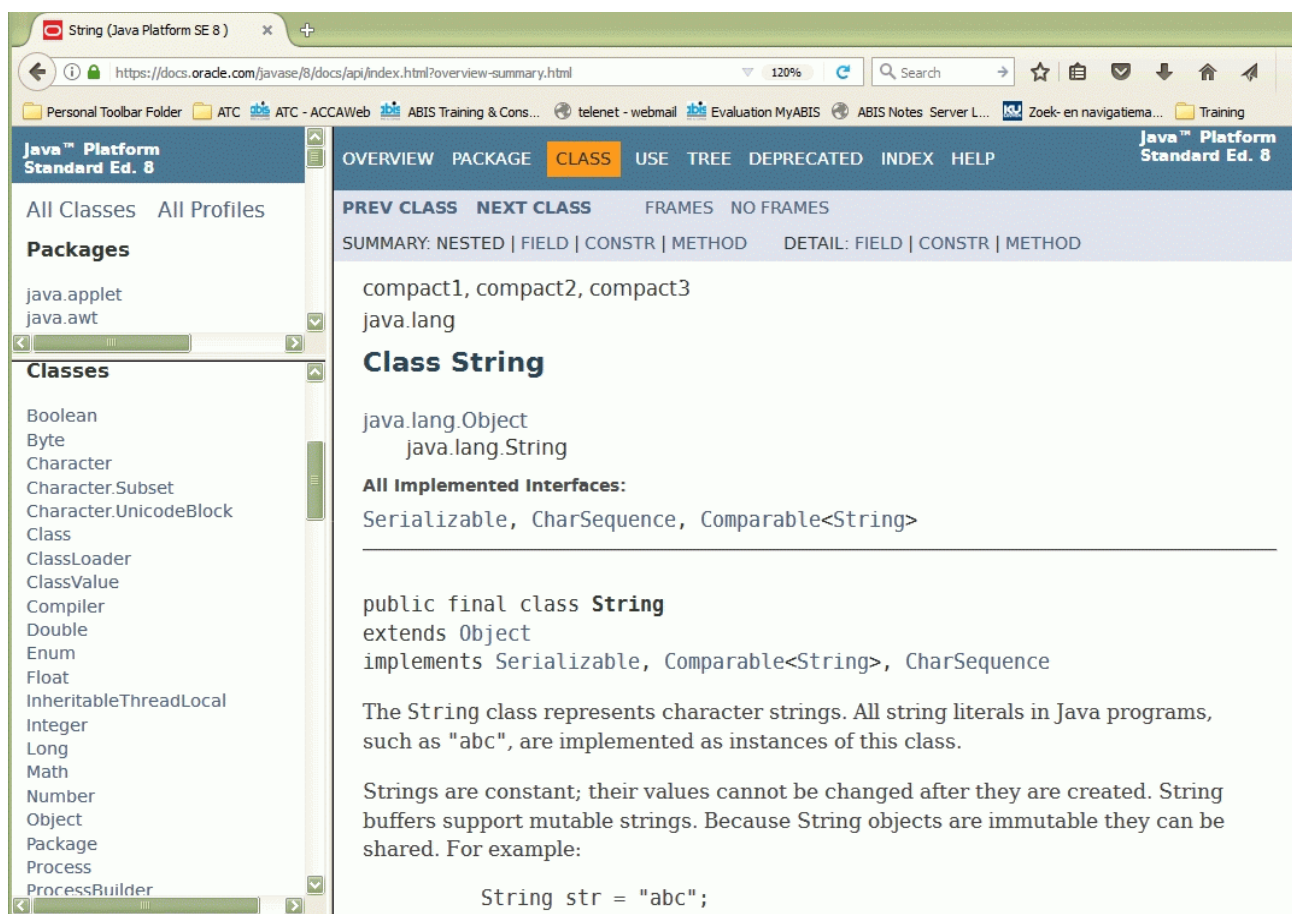 String (Java Platform SE 8 )
https://docs.oracle.com/javase/8/docs/api/index.html?overview-summary.html
120%
Search
Personal Toolbar Folder
ATC
ATC - ACCAWeb
ABIS Training & Cons...
telenet - webmail
Evaluation MyABIS
ABIS Notes Server L...
Zoek- en navigatiema...
Training
Java™ Platform
Standard Ed. 8
All Classes All Profiles
Packages
java.applet
java.awt
Classes
Boolean
Byte
Character
Character.Subset
Character.UnicodeBlock
Class
ClassLoader
ClassValue
Compiler
Double
Enum
Float
InheritableThreadLocal
Integer
Long
Math
Number
Object
Package
Process
ProcessBuilder
OVERVIEW PACKAGE CLASS USE TREE DEPRECATED INDEX HELP
Java™ Platform
Standard Ed. 8
PREV CLASS NEXT CLASS FRAMES NO FRAMES
SUMMARY: NESTED | FIELD | CONSTR | METHOD DETAIL: FIELD | CONSTR | METHOD
compact1, compact2, compact3
java.lang
Class String
java.lang.Object
java.lang.String
All Implemented Interfaces:
Serializable, CharSequence, Comparable<String>
public final class String
extends Object
implements Serializable, Comparable<String>, CharSequence
The String class represents character strings. All string literals in Java programs,
such as "abc", are implemented as instances of this class.
Strings are constant; their values cannot be changed after they are created. String
buffers support mutable strings. Because String objects are immutable they can be
shared. For example:
String str = "abc";